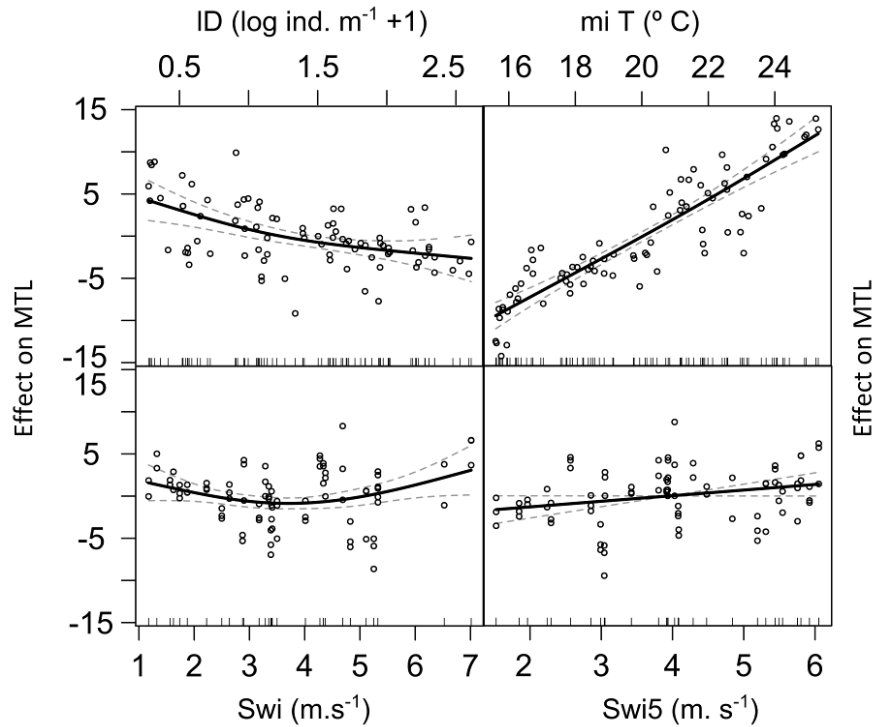 ID (log ind. m⁻¹ +1) mi T (º C)
0.5 1.5 2.5 16 18 20 22 24
15
5
-5
-15
15
5
-5
-15
Effect on MTL
Effect on MTL
1 2 3 4 5 6 7 2 3 4 5 6
Swi (m.s⁻¹) Swi5 (m. s⁻¹)